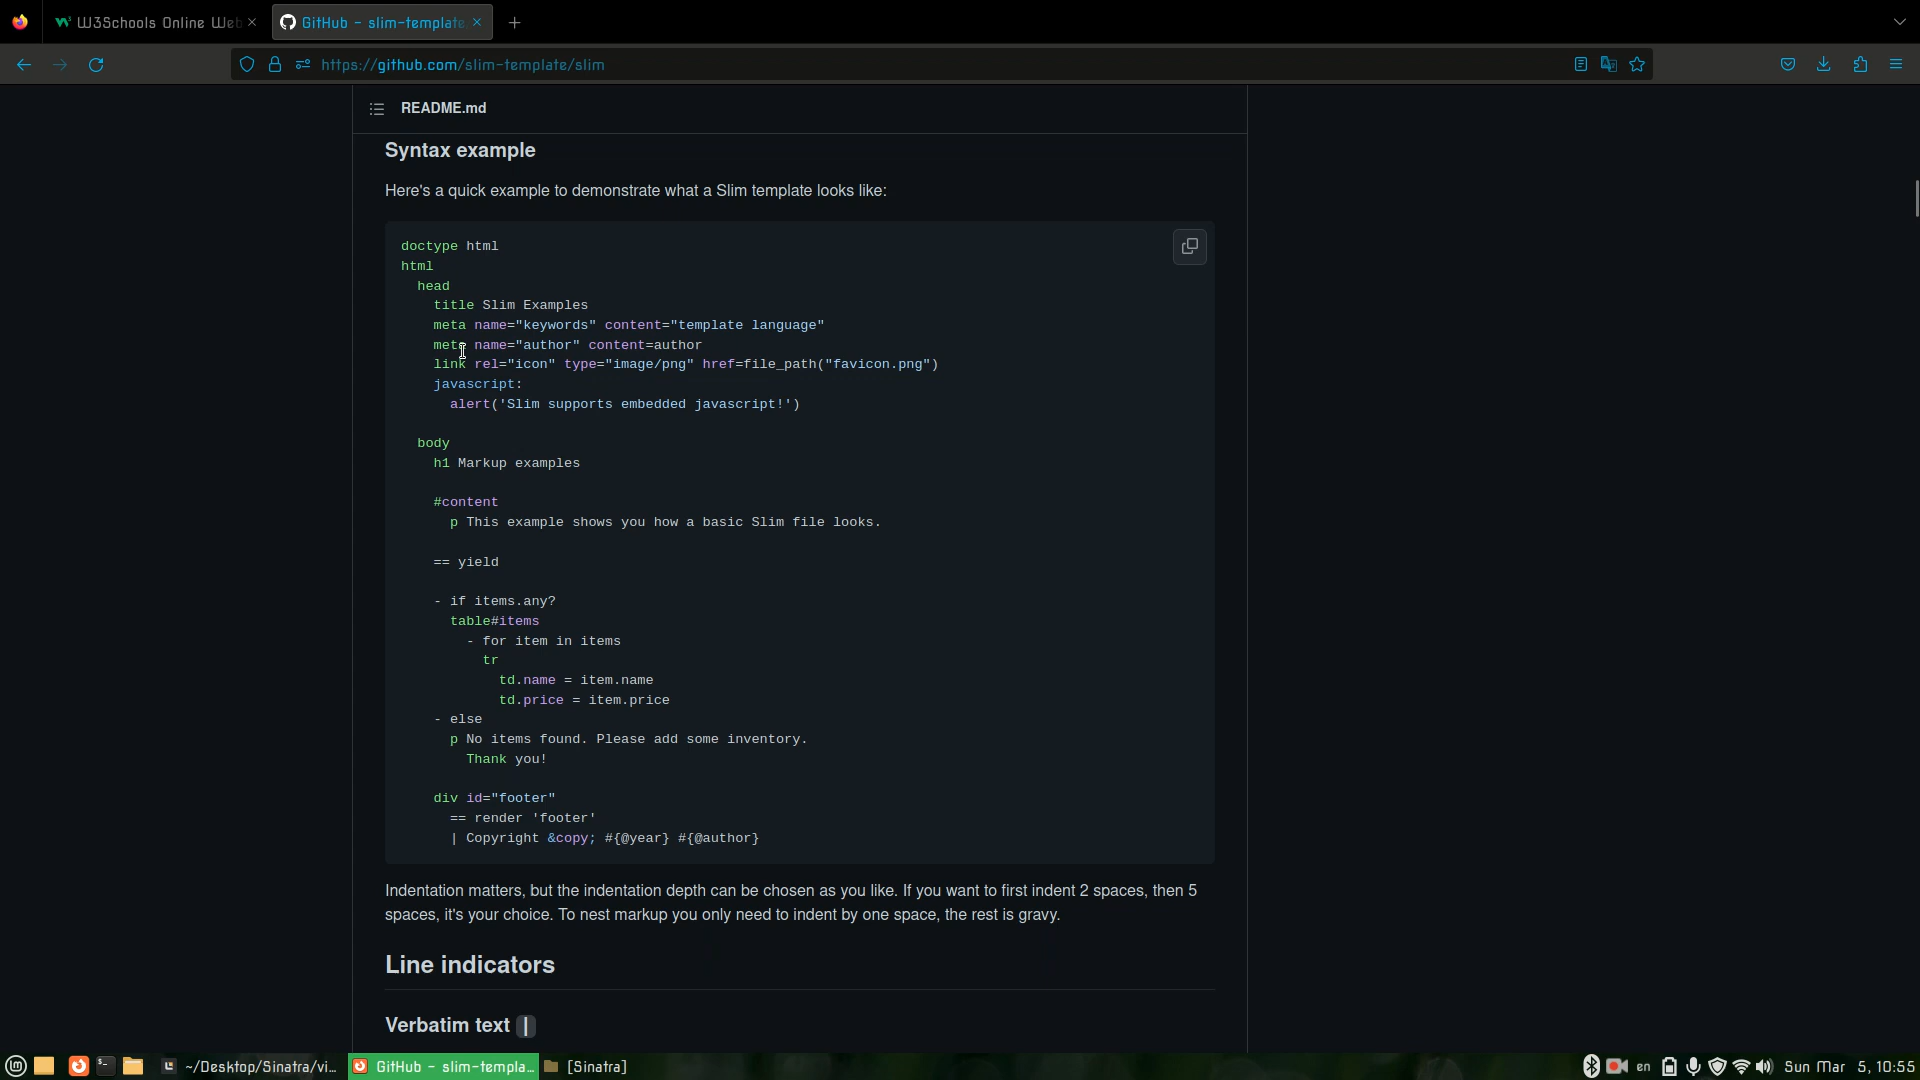 W3Schools Online Web
GitHub - slim-template
https://github.com/slim-template/slim
README.md
Syntax example
Here's a quick example to demonstrate what a Slim template looks like:
doctype html
html
  head
    title Slim Examples
    meta name="keywords" content="template language"
    meta name="author" content=author
    link rel="icon" type="image/png" href=file_path("favicon.png")
    javascript:
      alert('Slim supports embedded javascript!')
  body
    h1 Markup examples
    #content
      p This example shows you how a basic Slim file looks.
    == yield
    - if items.any?
      table#items
        - for item in items
          tr
            td.name = item.name
            td.price = item.price
    - else
      p No items found. Please add some inventory.
        Thank you!
    div id="footer"
      == render 'footer'
      | Copyright &copy; #{@year} #{@author}
Indentation matters, but the indentation depth can be chosen as you like. If you want to first indent 2 spaces, then 5
spaces, it's your choice. To nest markup you only need to indent by one space, the rest is gravy.
Line indicators
Verbatim text |
~/Desktop/Sinatra/vi...
GitHub - slim-templa...
[Sinatra]
en
Sun Mar 5, 10:55